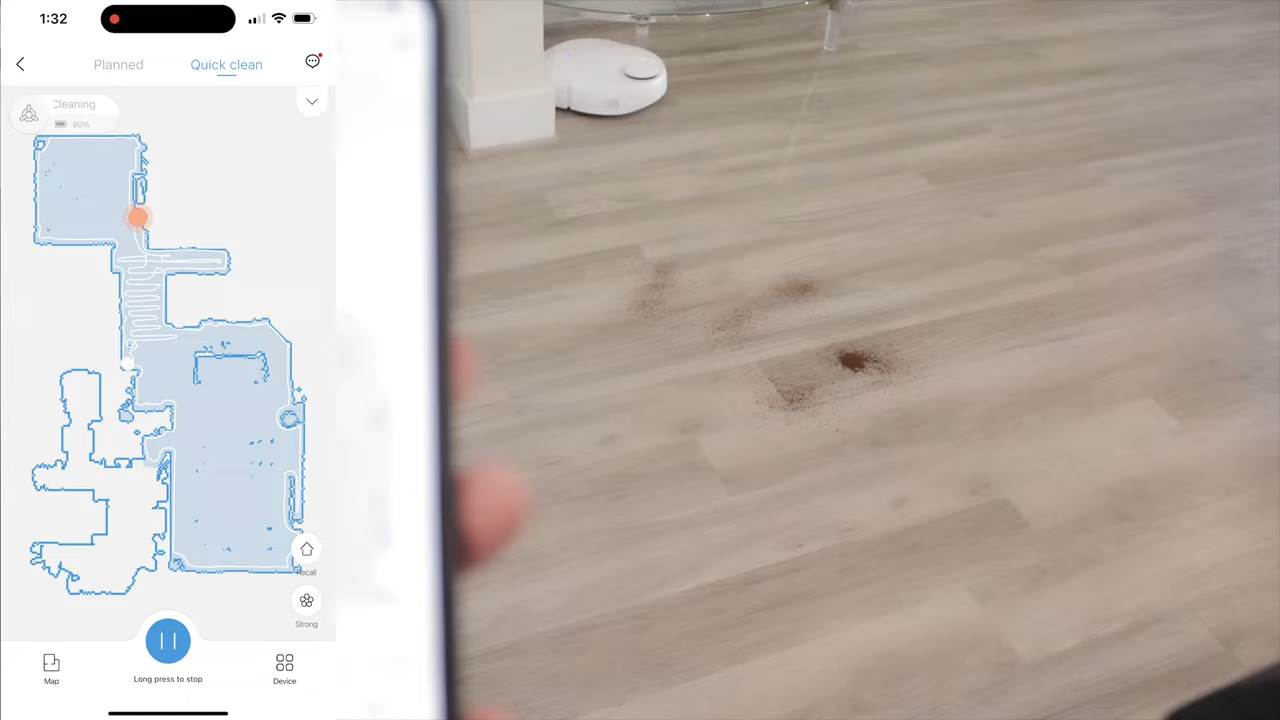 1:32
Planned Quick clean
Cleaning
90%
Recall
Strong
Map
Long press to stop
Device